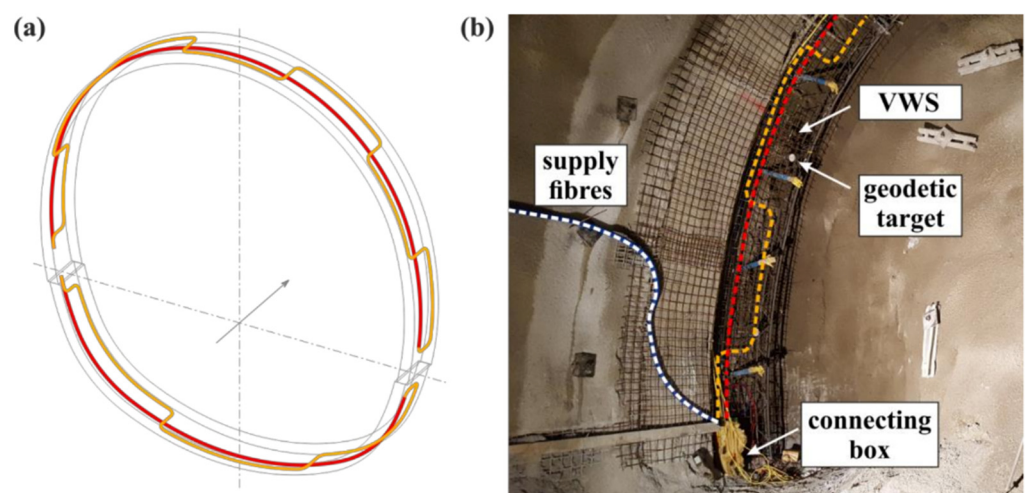 (a)
(b)
VWS
supply
fibres
geodetic
target
connecting
box